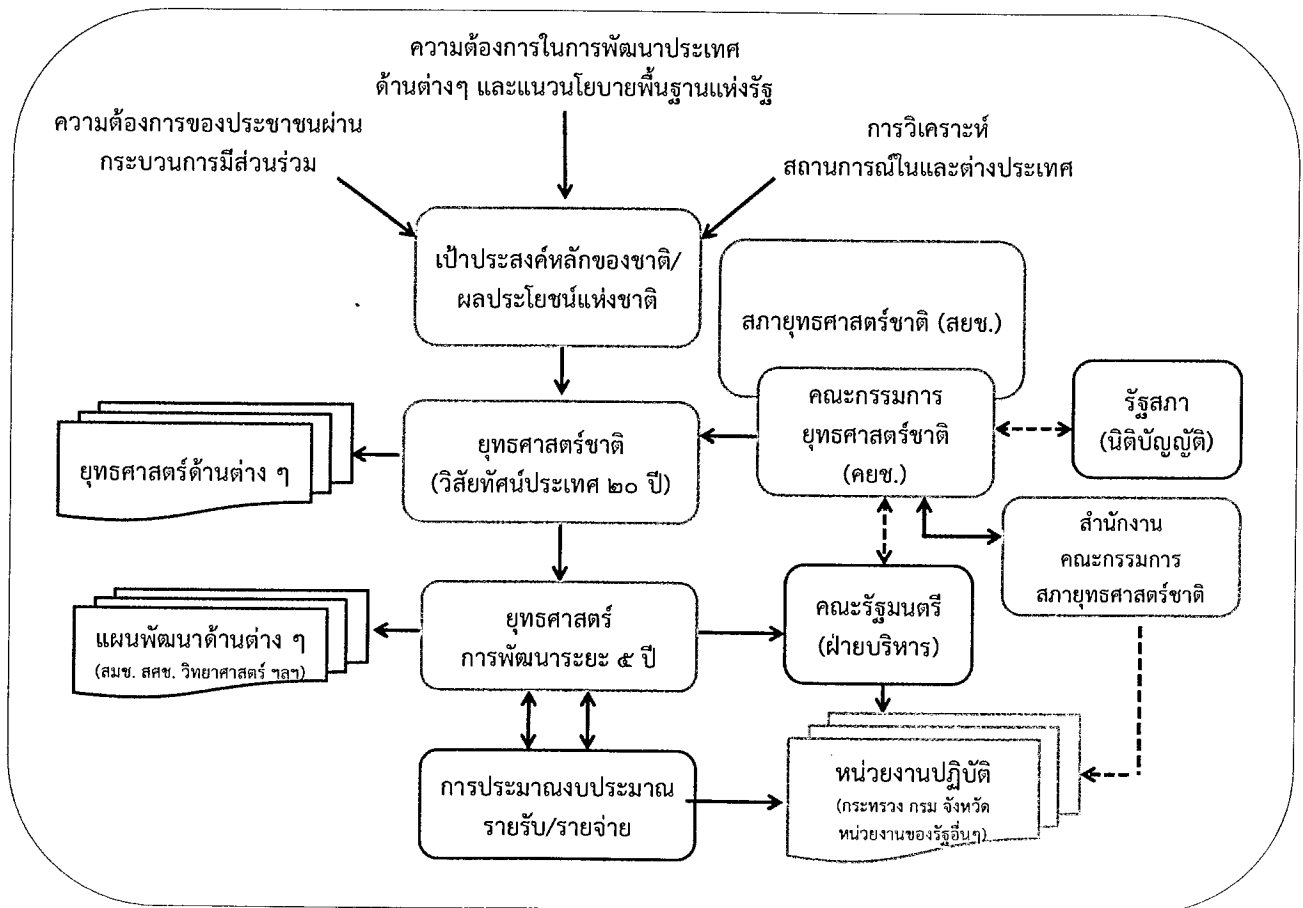 ความต้องการในการพัฒนาประเทศ
ด้านต่างๆ และแนวนโยบายพื้นฐานแห่งรัฐ
ความต้องการของประชาชนผ่าน
กระบวนการมีส่วนร่วม
การวิเคราะห์
สถานการณ์ในและต่างประเทศ
เป้าประสงค์หลักของชาติ/
ผลประโยชน์แห่งชาติ
สภายุทธศาสตร์ชาติ (สยช.)
คณะกรรมการ
ยุทธศาสตร์ชาติ
(คยช.)
รัฐสภา
(นิติบัญญัติ)
ยุทธศาสตร์ด้านต่าง ๆ
ยุทธศาสตร์ชาติ
(วิสัยทัศน์ประเทศ ๒๐ ปี)
สำนักงาน
คณะกรรมการ
สภายุทธศาสตร์ชาติ
แผนพัฒนาด้านต่าง ๆ
(สมช. สศช. วิทยาศาสตร์ ฯลฯ)
ยุทธศาสตร์
การพัฒนาระยะ ๕ ปี
คณะรัฐมนตรี
(ฝ่ายบริหาร)
การประมาณงบประมาณ
รายรับ/รายจ่าย
หน่วยงานปฏิบัติ
(กระทรวง กรม จังหวัด
หน่วยงานของรัฐอื่นๆ)